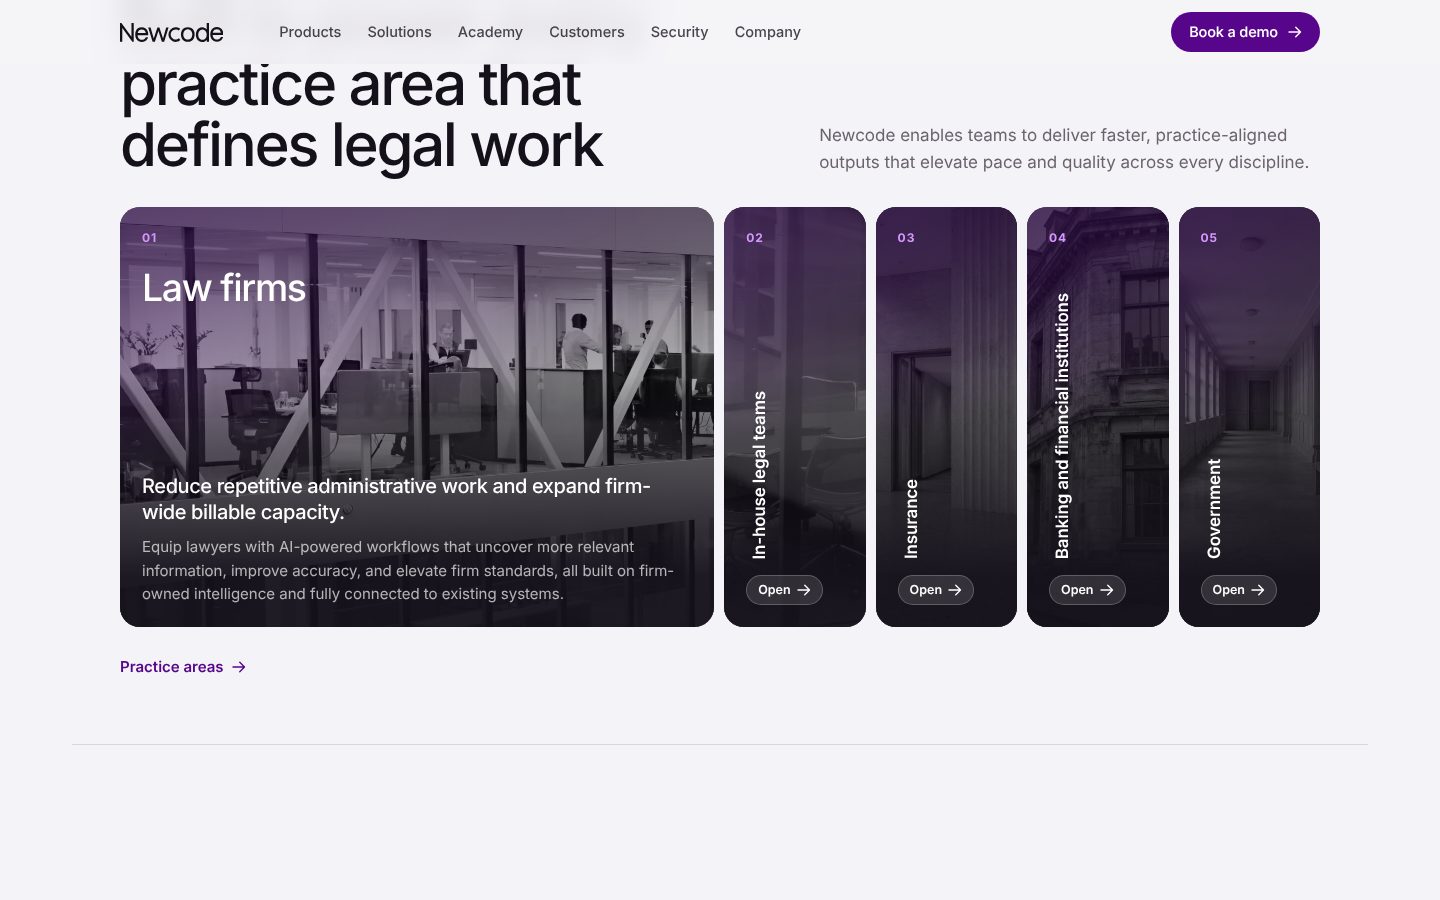 Newcode
Products
Solutions
Academy
Customers
Security
Company
Book a demo
practice area that
defines legal work
Newcode enables teams to deliver faster, practice-aligned
outputs that elevate pace and quality across every discipline.
01
Law firms
Reduce repetitive administrative work and expand firm-
wide billable capacity.
Equip lawyers with AI-powered workflows that uncover more relevant
information, improve accuracy, and elevate firm standards, all built on firm-
owned intelligence and fully connected to existing systems.
02
In-house legal teams
Open
03
Insurance
Open
04
Banking and financial institutions
Open
05
Government
Open
Practice areas